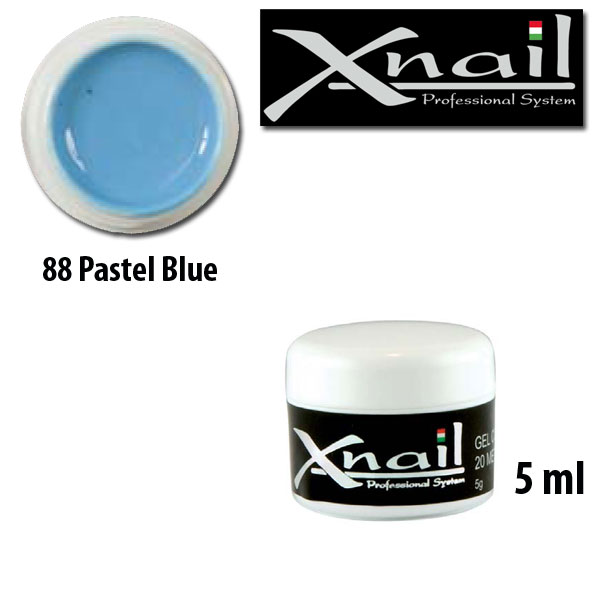 Xnail
Professional System
88 Pastel Blue
Xnail
Professional System
GEL
20
5g
5 ml